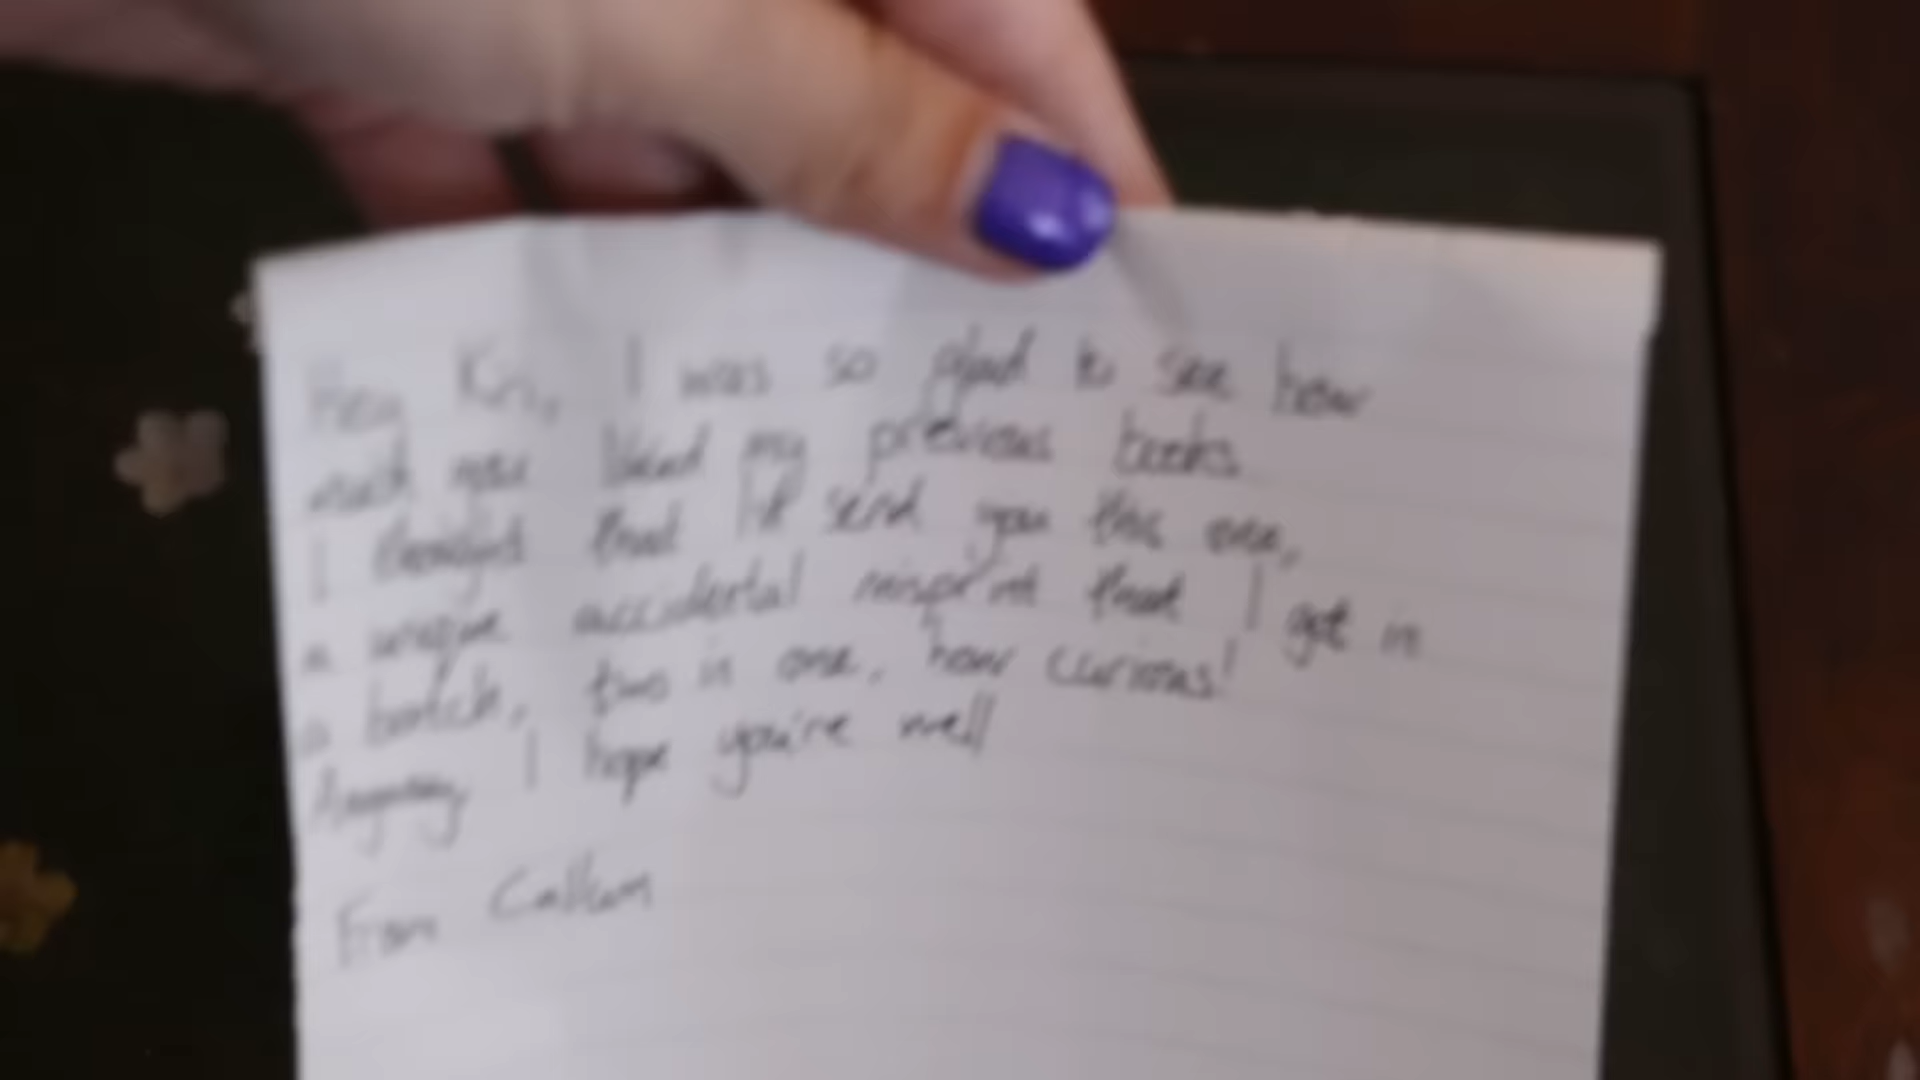 Hey Kri, I was so glad to see how
much you liked my previous books
I thought that I'd send you this one,
a unique accidental misprint that I got in
a batch, two in one, how curious!
Anyway I hope you're well
From Callum